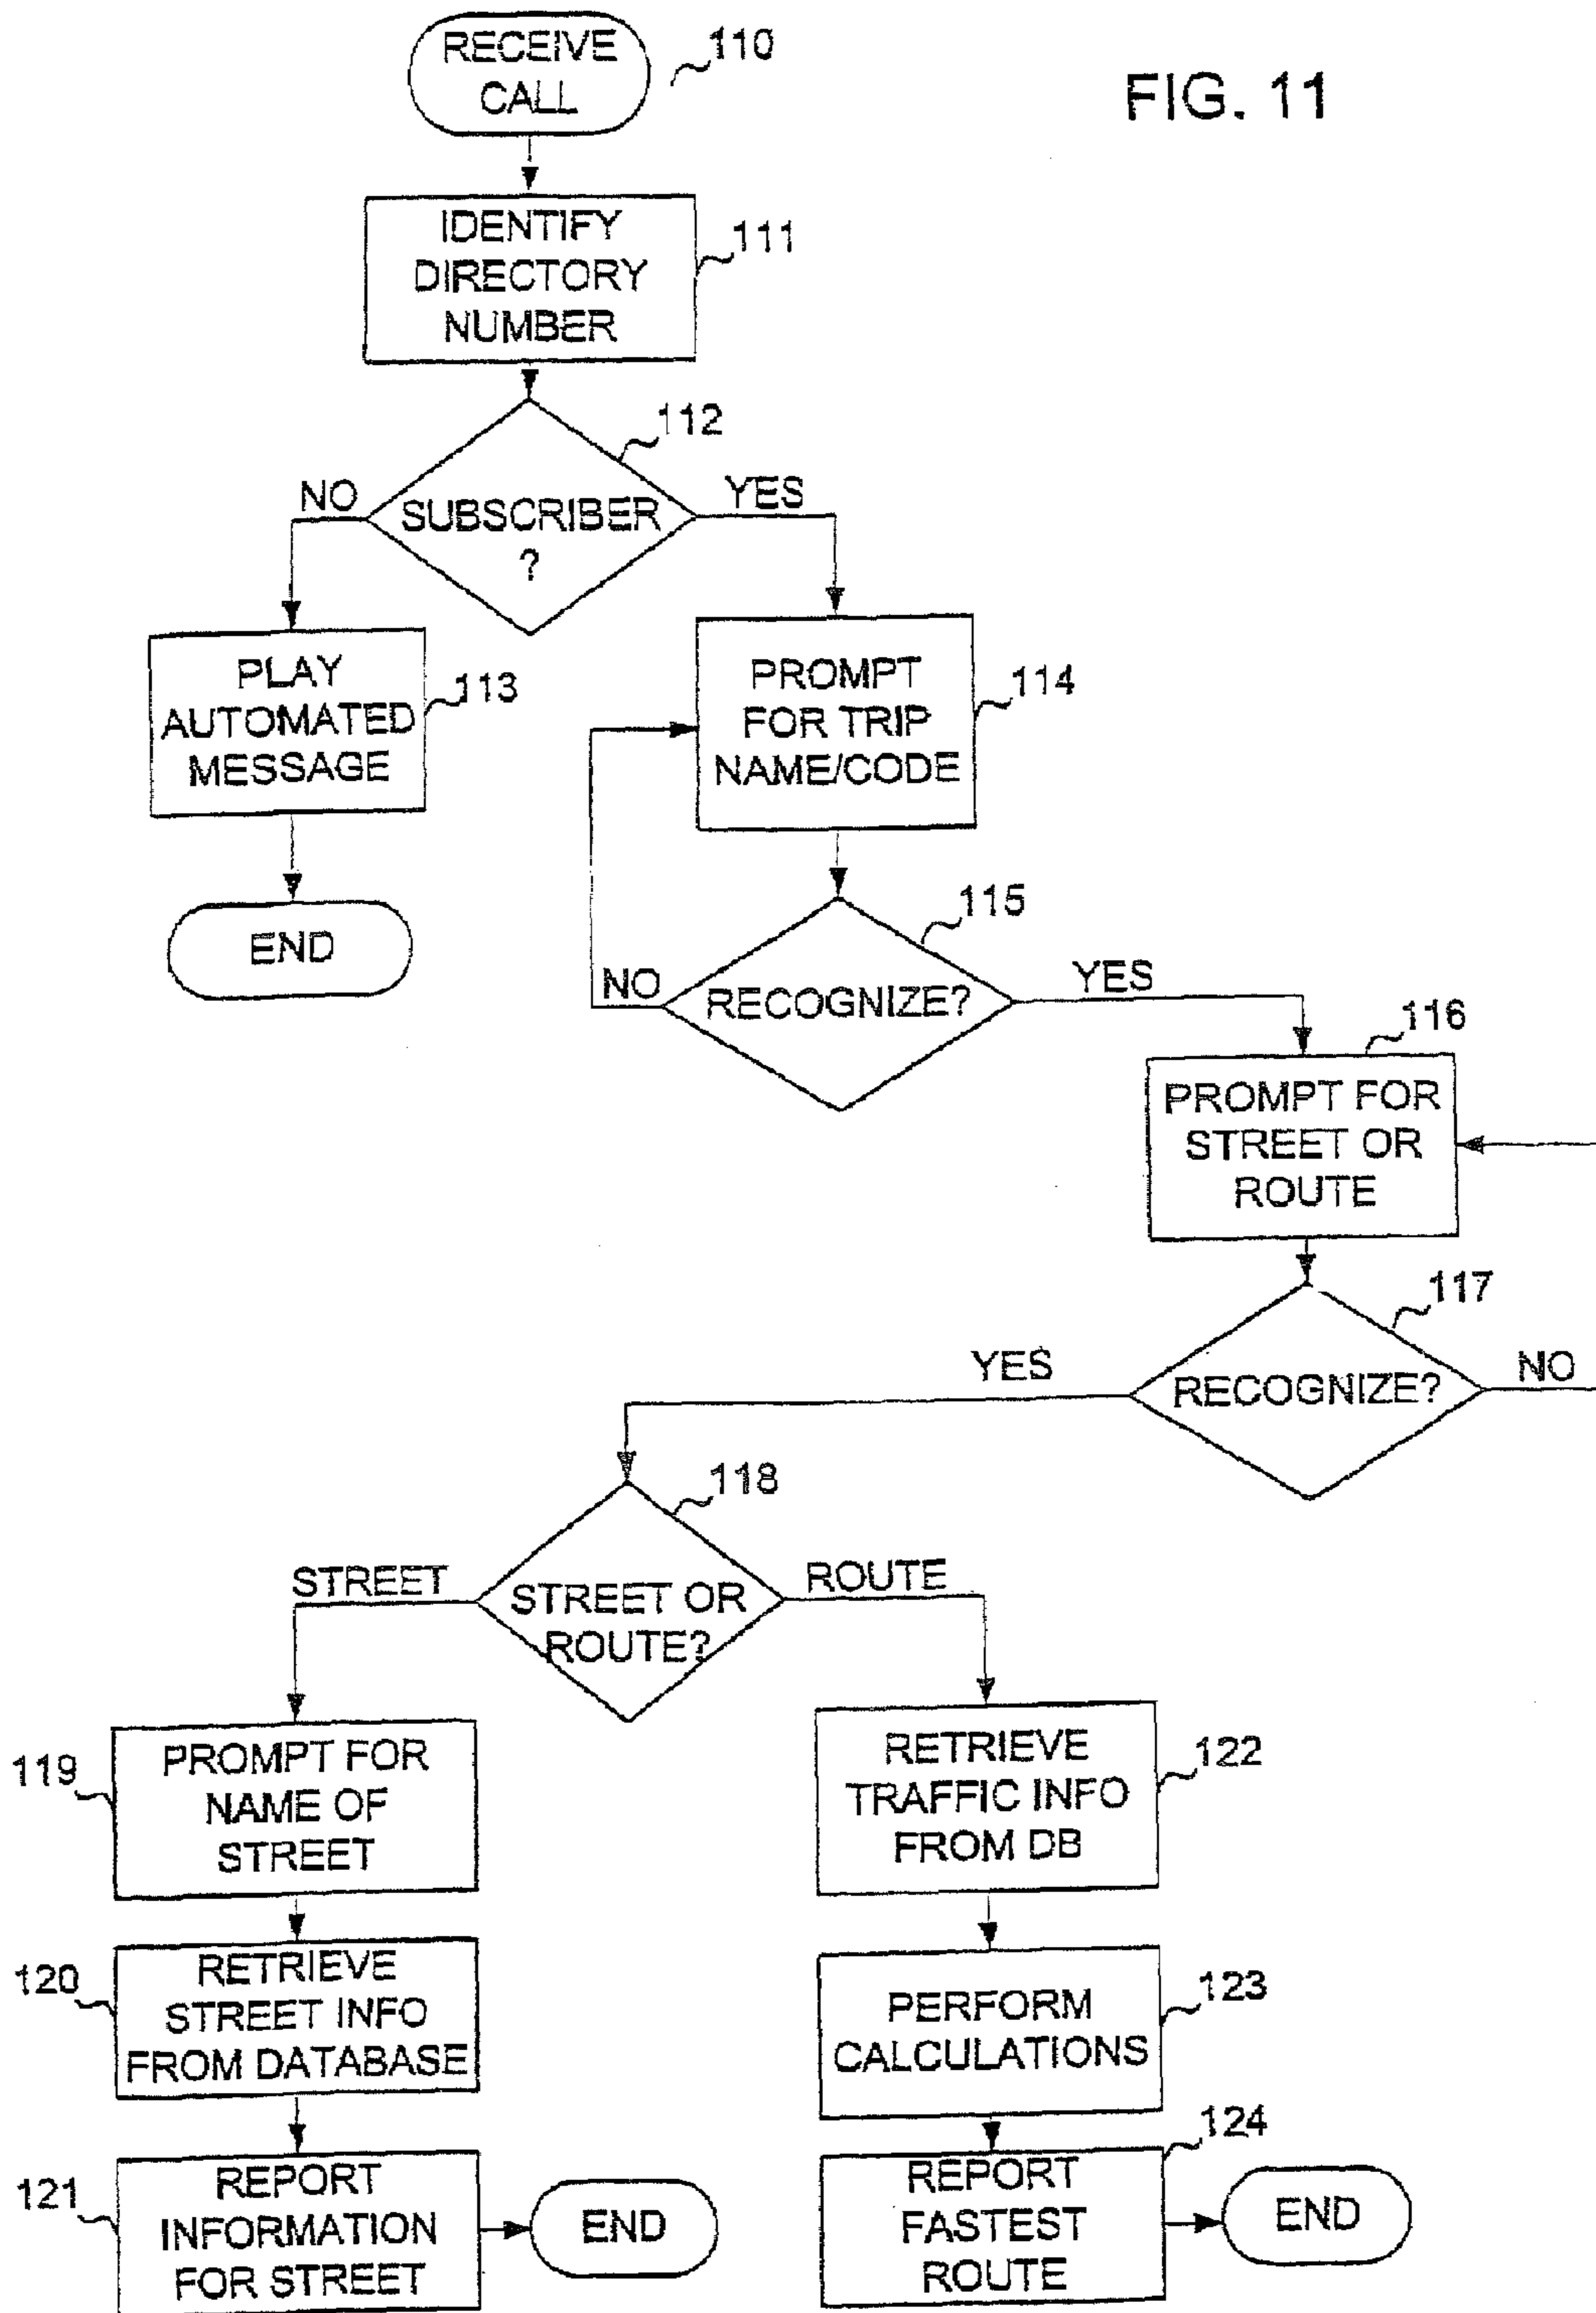 RECEIVE
CALL
110
FIG. 11
IDENTIFY
DIRECTORY
NUMBER
111
112
NO
SUBSCRIBER
?
YES
PLAY
AUTOMATED
MESSAGE
113
PROMPT
FOR TRIP
NAME/CODE
114
END
115
NO
RECOGNIZE?
YES
116
PROMPT FOR
STREET OR
ROUTE
117
YES
RECOGNIZE?
NO
118
STREET
STREET OR
ROUTE?
ROUTE
119
PROMPT FOR
NAME OF
STREET
RETRIEVE
TRAFFIC INFO
FROM DB
122
120
RETRIEVE
STREET INFO
FROM DATABASE
PERFORM
CALCULATIONS
123
121
REPORT
INFORMATION
FOR STREET
END
124
REPORT
FASTEST
ROUTE
END